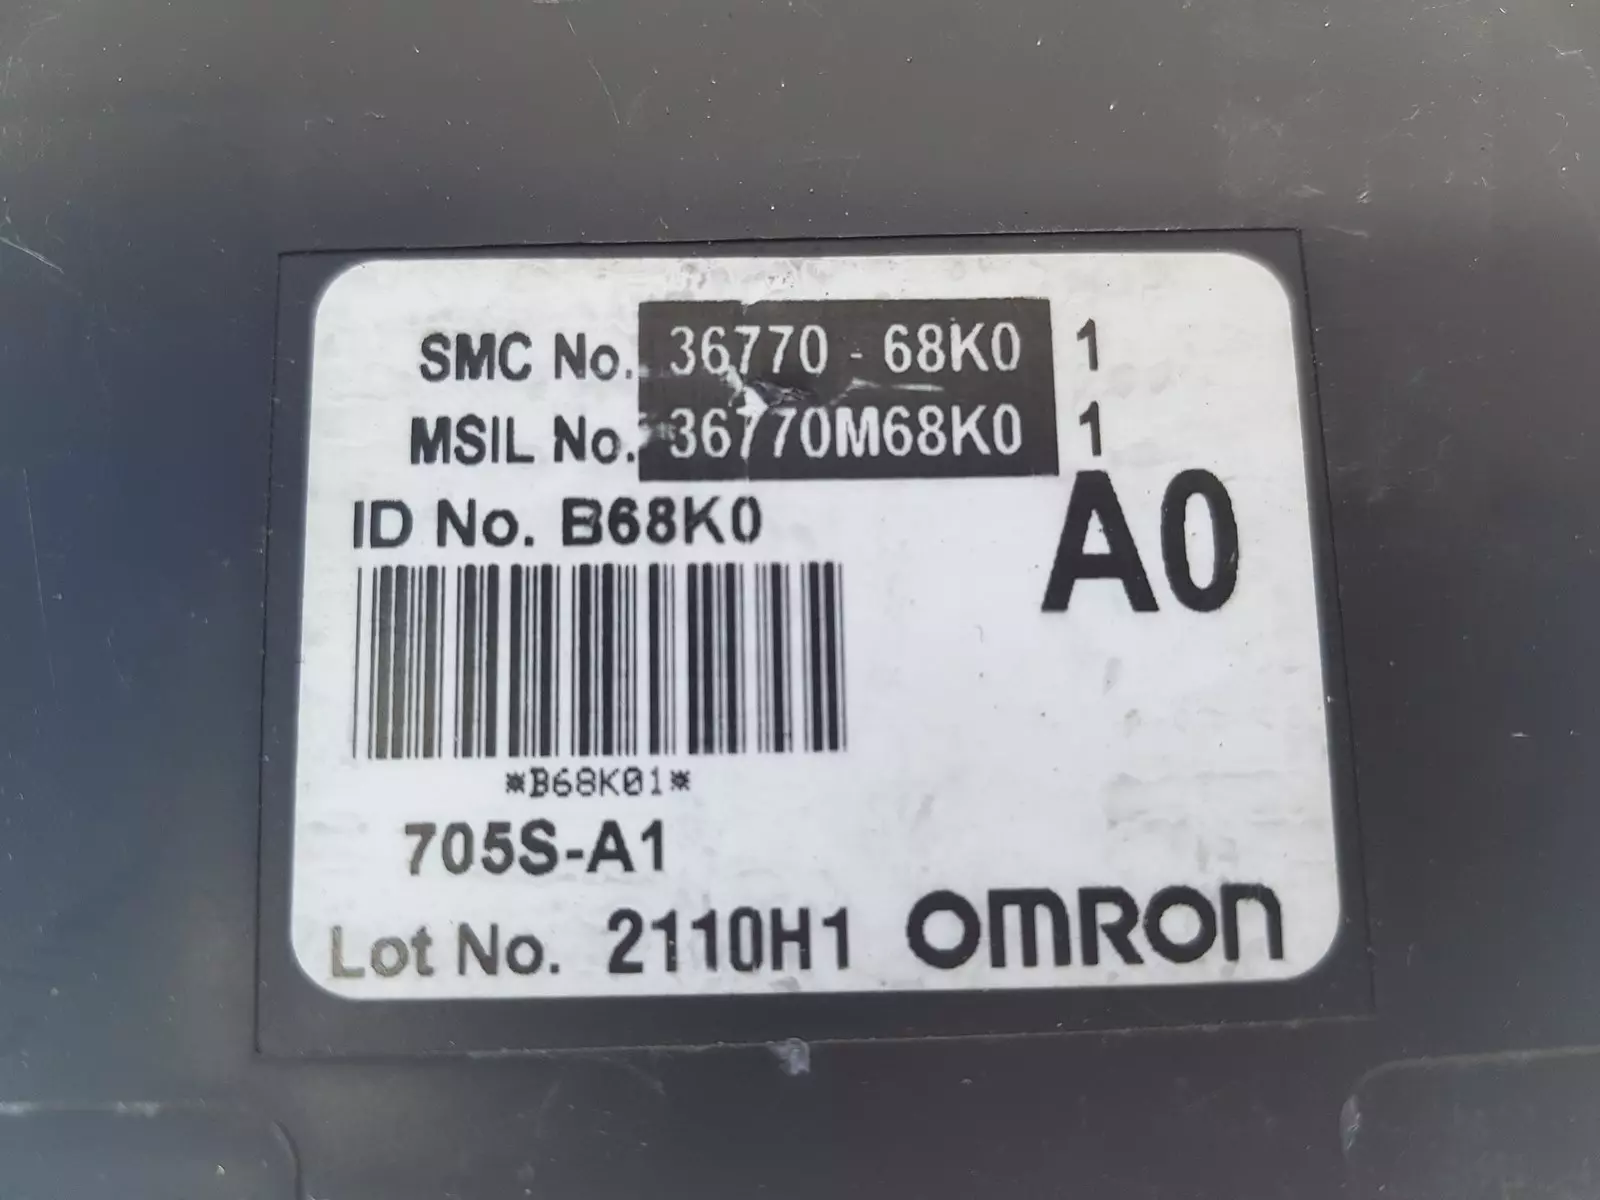 SMC No. 36770 - 68K0 1
MSIL No. 36770M68K0 1
ID No. B68K0
A0
*B68K01*
705S-A1
Lot No. 2110H1 OMRON